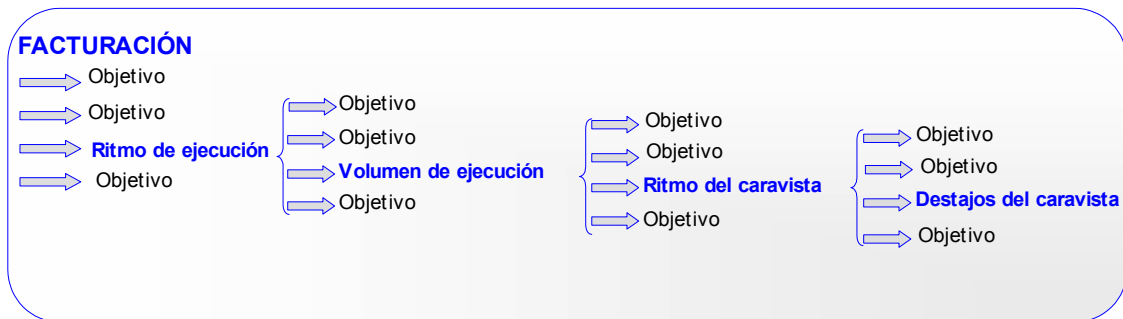 FACTURACIÓN
Objetivo
Objetivo
Ritmo de ejecución
Objetivo
Objetivo
Objetivo
Volumen de ejecución
Objetivo
Objetivo
Objetivo
Ritmo del caravista
Objetivo
Objetivo
Objetivo
Destajos del caravista
Objetivo